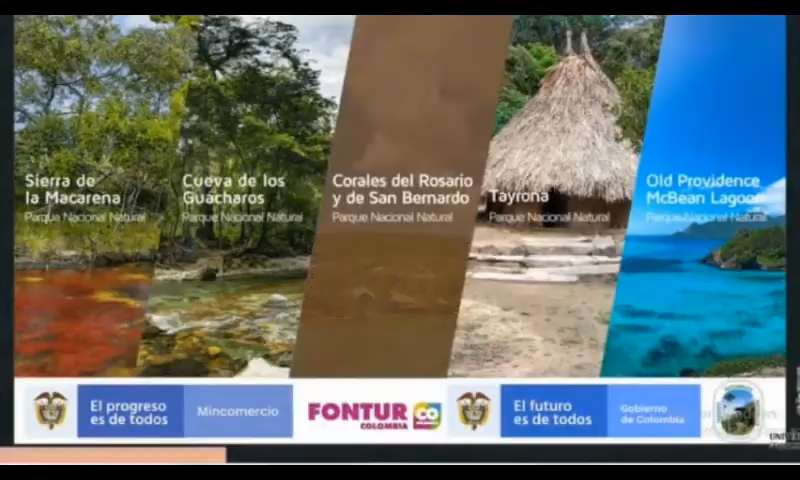 Sierra de
la Macarena
Parque Nacional Natural
Cueva de los
Guácharos
Parque Nacional Natural
Corales del Rosario
y de San Bernardo
Parque Nacional Natural
Tayrona
Parque Nacional Natural
Old Providence
McBean Lagoon
Parque Nacional Natural
El progreso
es de todos
Mincomercio
FONTUR
COLOMBIA
CO
El futuro
es de todos
Gobierno
de Colombia